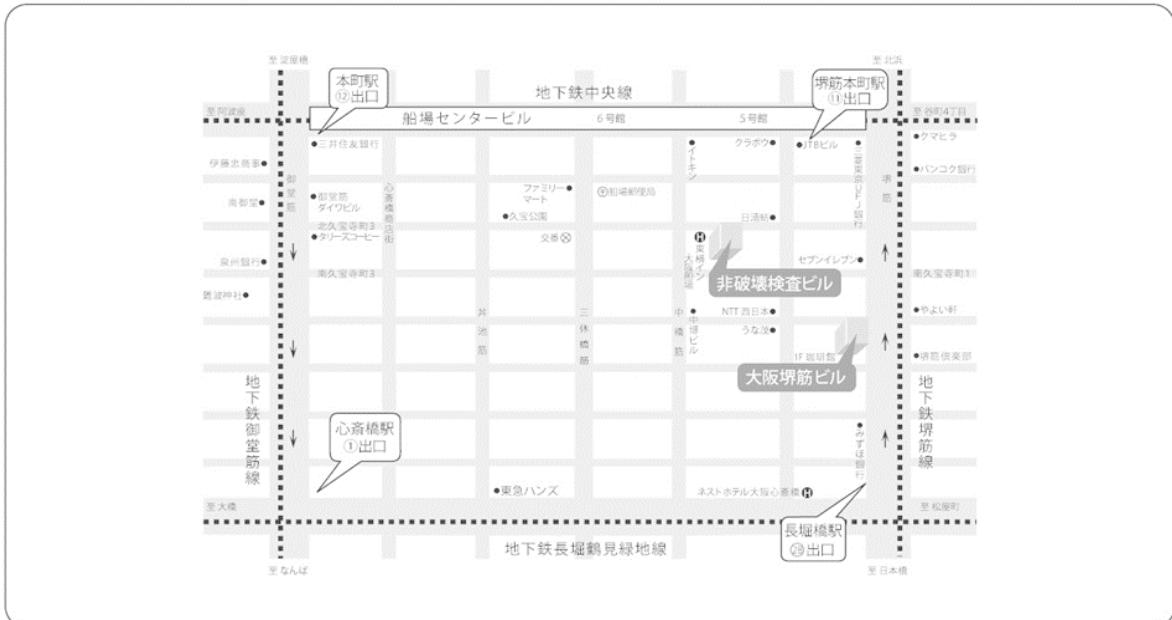 至 淀屋橋
至 北浜
本町駅
⑫出口
地下鉄中央線
堺筋本町駅
⑪出口
至 阿波座
船場センタービル
6号館
5号館
至 谷町4丁目
三井住友銀行
クラボウ
JTBビル
クマヒラ
伊藤忠商事
イトキン
三菱東京UFJ銀行
バンコク銀行
御堂筋
心斎橋商店街
堺筋
南御堂
御堂筋
ダイワビル
ファミリー
マート
船場郵便局
久宝公園
日清紡
北久宝寺町3
タリーズコーヒー
交番
東横イン
大阪船場
泉州銀行
セブンイレブン
南久宝寺町3
南久宝寺町1
非破壊検査ビル
難波神社
丼池筋
三休橋筋
中橋筋
中博ビル
NTT 西日本
うな茂
やよい軒
1F 珈琲館
堺筋倶楽部
大阪堺筋ビル
地下鉄御堂筋線
地下鉄堺筋線
心斎橋駅
①出口
みずほ銀行
東急ハンズ
ネストホテル大阪心斎橋
至 大橋
至 松屋町
長堀橋駅
出口
地下鉄長堀鶴見緑地線
至 なんば
至 日本橋